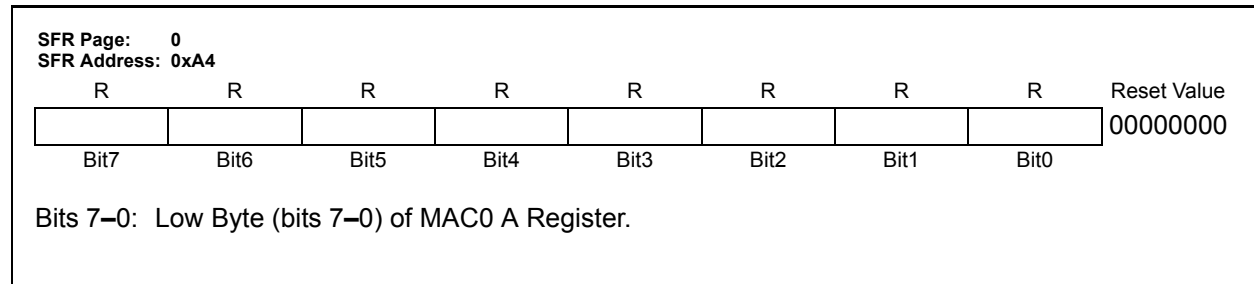 SFR Page: 0
SFR Address: 0xA4
R R R R R R R R Reset Value
00000000
Bit7 Bit6 Bit5 Bit4 Bit3 Bit2 Bit1 Bit0
Bits 7–0: Low Byte (bits 7–0) of MAC0 A Register.